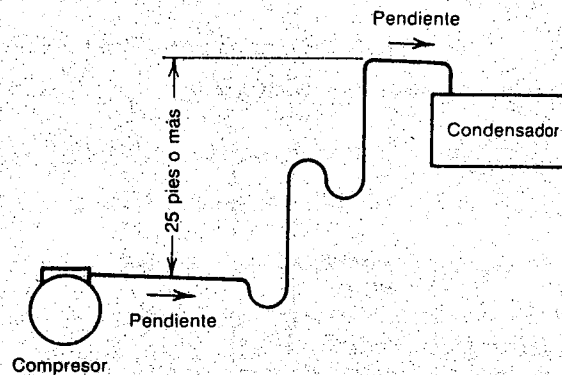 Pendiente
25 pies o más
Condensador
Pendiente
Compresor